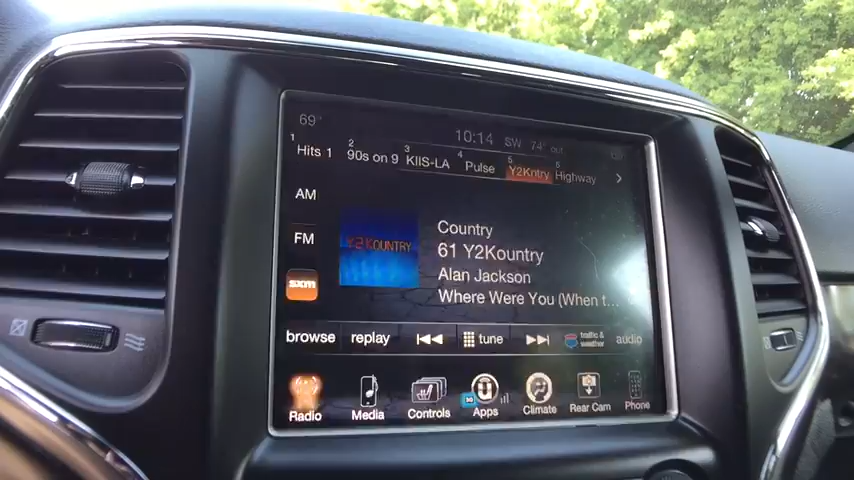 69°
10:14 SW 74° out
1 Hits 1
2 90s on 9
3 KIIS-LA
4 Pulse
5 Y2Kntry
Highway
AM
FM
sxm
Y2KOUNTRY
Country
61 Y2Kountry
Alan Jackson
Where Were You (When t...
browse
replay
tune
traffic &
weather
audio
Radio
Media
Controls
3G
Apps
Climate
Rear Cam
Phone